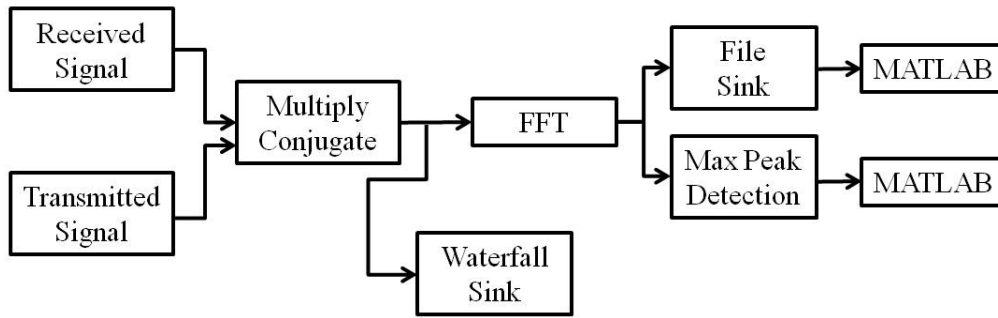 Received
Signal
Transmitted
Signal
Multiply
Conjugate
Waterfall
Sink
FFT
File
Sink
MATLAB
Max Peak
Detection
MATLAB